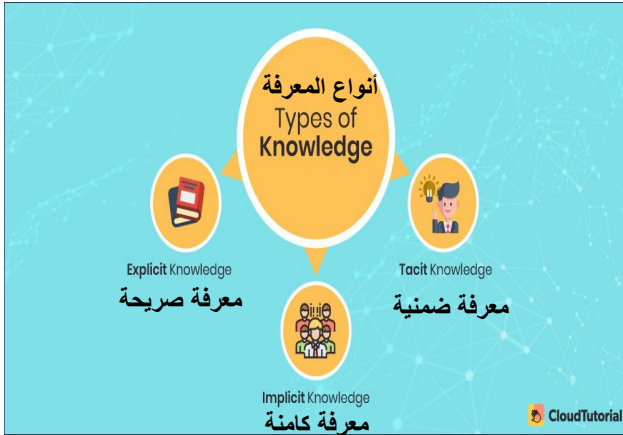 أنواع المعرفة
Types of
Knowledge
Explicit Knowledge
معرفة صريحة
Tacit Knowledge
معرفة ضمنية
Implicit Knowledge
معرفة كامنة
CloudTutorial